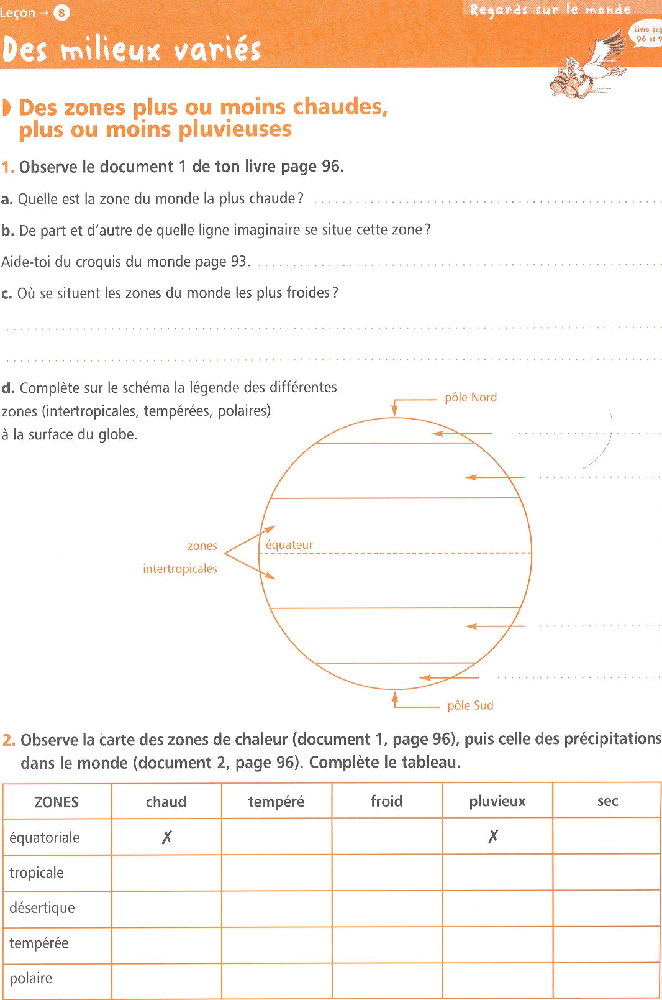 Leçon → 8
Regards sur le monde
Livre
96 et 9
Des milieux variés
Des zones plus ou moins chaudes,
plus ou moins pluvieuses
1. Observe le document 1 de ton livre page 96.
a. Quelle est la zone du monde la plus chaude ?
b. De part et d'autre de quelle ligne imaginaire se situe cette zone ?
Aide-toi du croquis du monde page 93.
c. Où se situent les zones du monde les plus froides ?
d. Complète sur le schéma la légende des différentes
zones (intertropicales, tempérées, polaires)
à la surface du globe.
pôle Nord
zones
intertropicales
équateur
pôle Sud
2. Observe la carte des zones de chaleur (document 1, page 96), puis celle des précipitations
dans le monde (document 2, page 96). Complète le tableau.
ZONES chaud tempéré froid pluvieux sec
équatoriale ✗ ✗
tropicale
désertique
tempérée
polaire